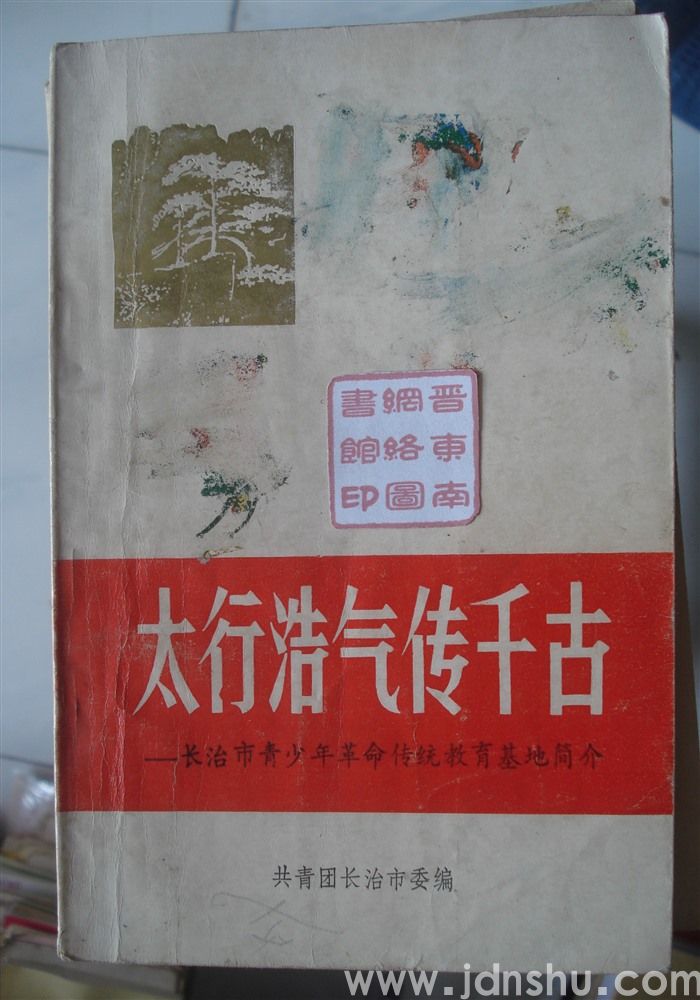 晋東南
網絡圖
書館印
太行浩气传千古
——长治市青少年革命传统教育基地简介
共青团长治市委编
www.jdnshu.com